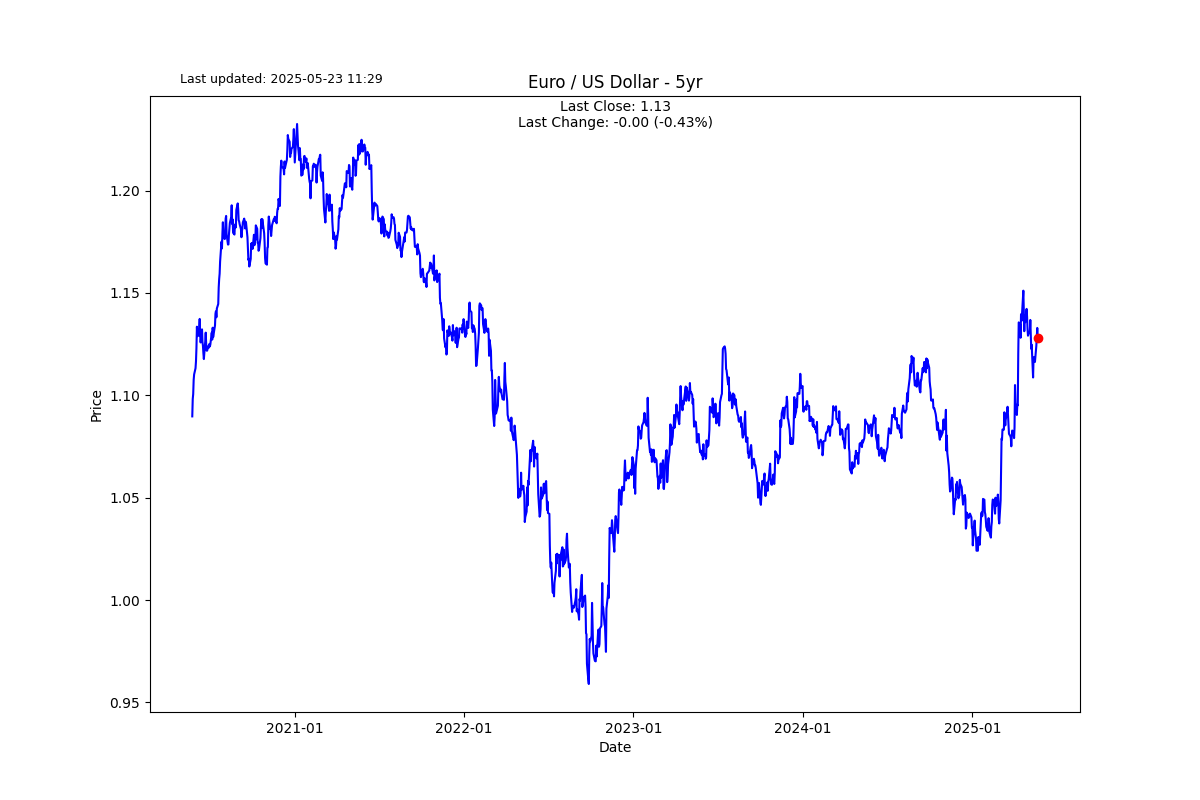 Last updated: 2025-05-23 11:29
Euro / US Dollar - 5yr
Last Close: 1.13
Last Change: -0.00 (-0.43%)
Price
1.20
1.15
1.10
1.05
1.00
0.95
2021-01
2022-01
2023-01
2024-01
2025-01
Date